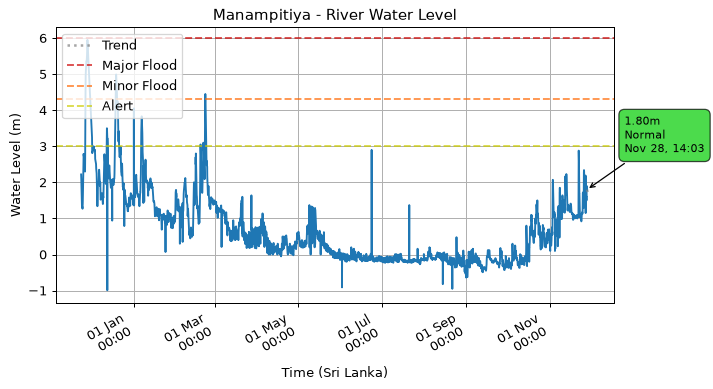 Manampitiya - River Water Level
Trend
Major Flood
Minor Flood
Alert
6
5
4
3
2
1
0
−1
Water Level (m)
1.80m
Normal
Nov 28, 14:03
01 Jan
00:00
01 Mar
00:00
01 May
00:00
01 Jul
00:00
01 Sep
00:00
01 Nov
00:00
Time (Sri Lanka)